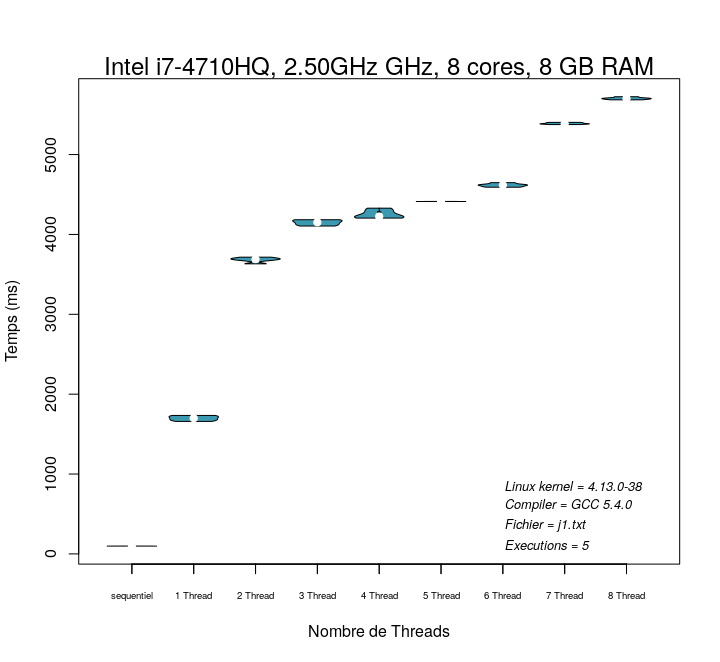 Intel i7-4710HQ, 2.50GHz GHz, 8 cores, 8 GB RAM
5000
4000
3000
2000
1000
0
Temps (ms)
Linux kernel = 4.13.0-38
Compiler = GCC 5.4.0
Fichier = j1.txt
Executions = 5
sequentiel 1 Thread 2 Thread 3 Thread 4 Thread 5 Thread 6 Thread 7 Thread 8 Thread
Nombre de Threads